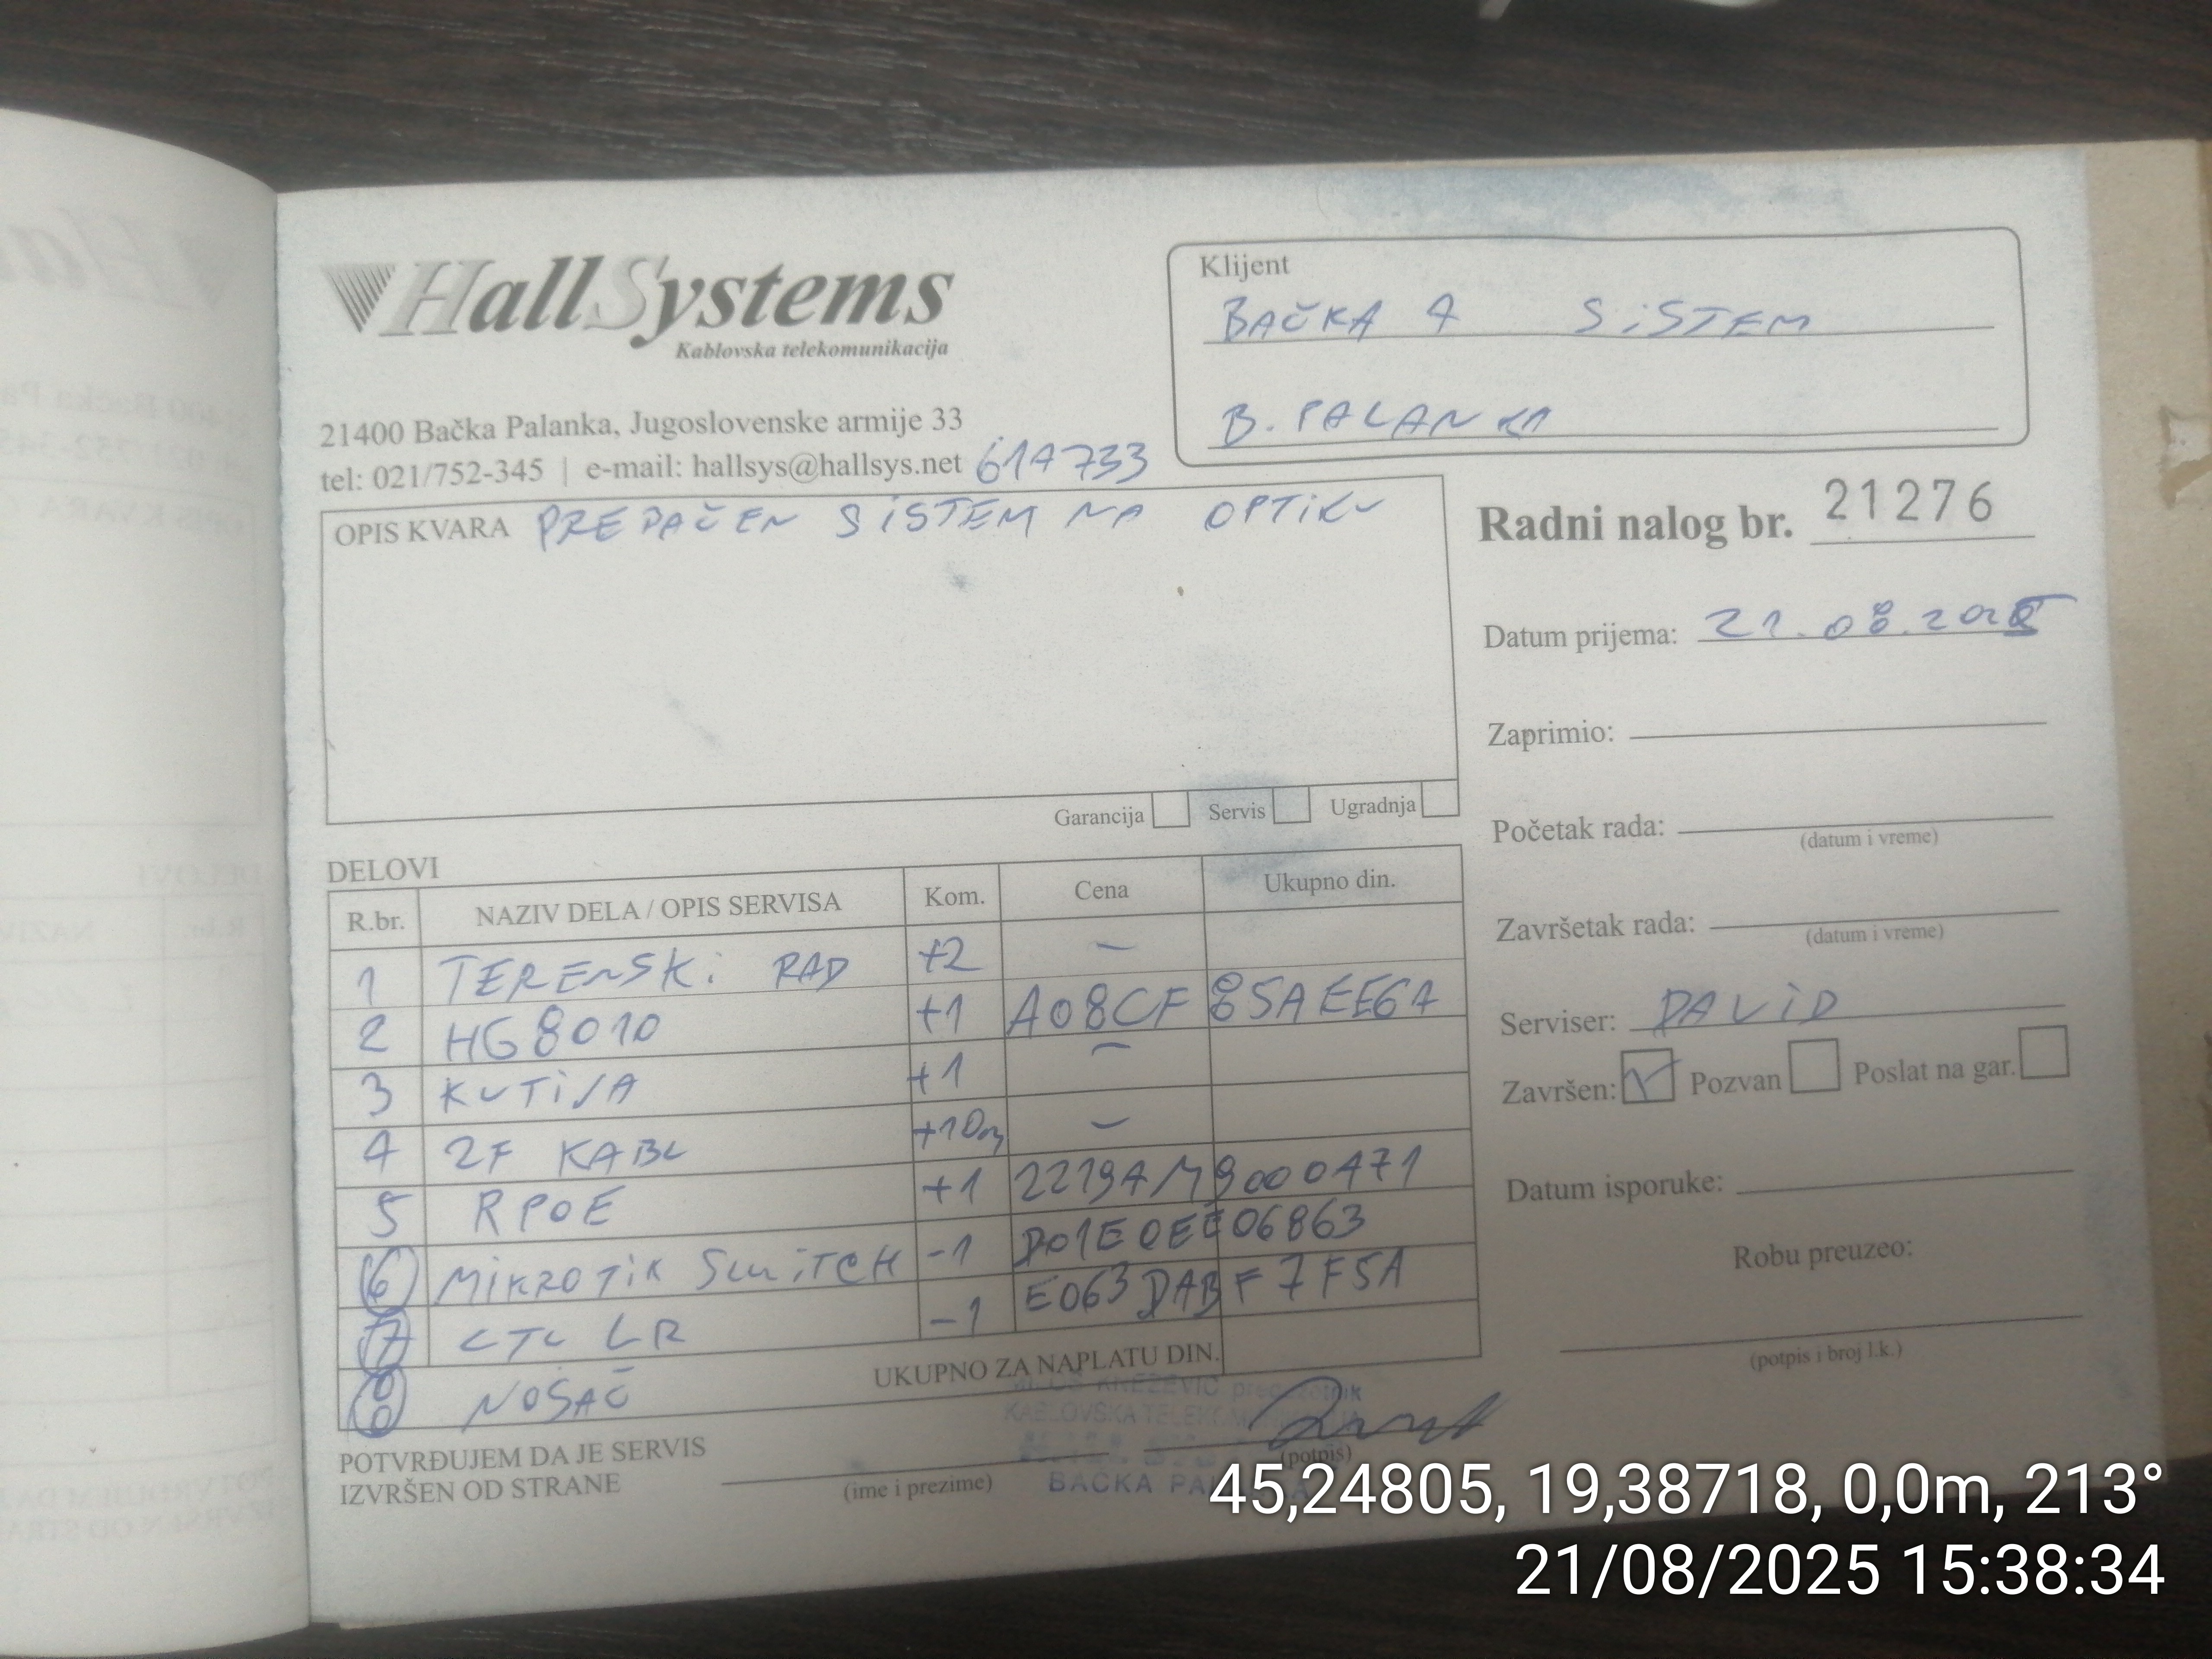 HallSystems
Kablovska telekomunikacija
21400 Bačka Palanka, Jugoslovenske armije 33
tel: 021/752-345 | e-mail: hallsys@hallsys.net 614733
Klijent
BAČKA 4 SISTEM
B. PALANKA
OPIS KVARA PREPAČEN SISTEM NA OPTIKU
Garancija Servis Ugradnja
Radni nalog br. 21276
Datum prijema: 21.08.2025
Zaprimio:
Početak rada:
(datum i vreme)
Završetak rada:
(datum i vreme)
Serviser: DAVID
Završen: Pozvan Poslat na gar.
Datum isporuke:
Robu preuzeo:
(potpis i broj l.k.)
DELOVI
R.br. NAZIV DELA / OPIS SERVISA Kom. Cena Ukupno din.
1 TERENSKi RAD +2 –
2 HG8010 +1 A08CF85AEE64
3 KUTIJA +1 –
4 2F KABL +10m –
5 RPOE +1 2219AM9000471
6 MiKROTiK SWiTCH -1 D01E0EE06863
7 LTC LR -1 E063DABF7F5A
8 NOSAČ
UKUPNO ZA NAPLATU DIN.
KNEŽEVIĆ
KABLOVSKA
BAČKA
POTVRĐUJEM DA JE SERVIS
IZVRŠEN OD STRANE
(ime i prezime)
(potpis)
45,24805, 19,38718, 0,0m, 213°
21/08/2025 15:38:34